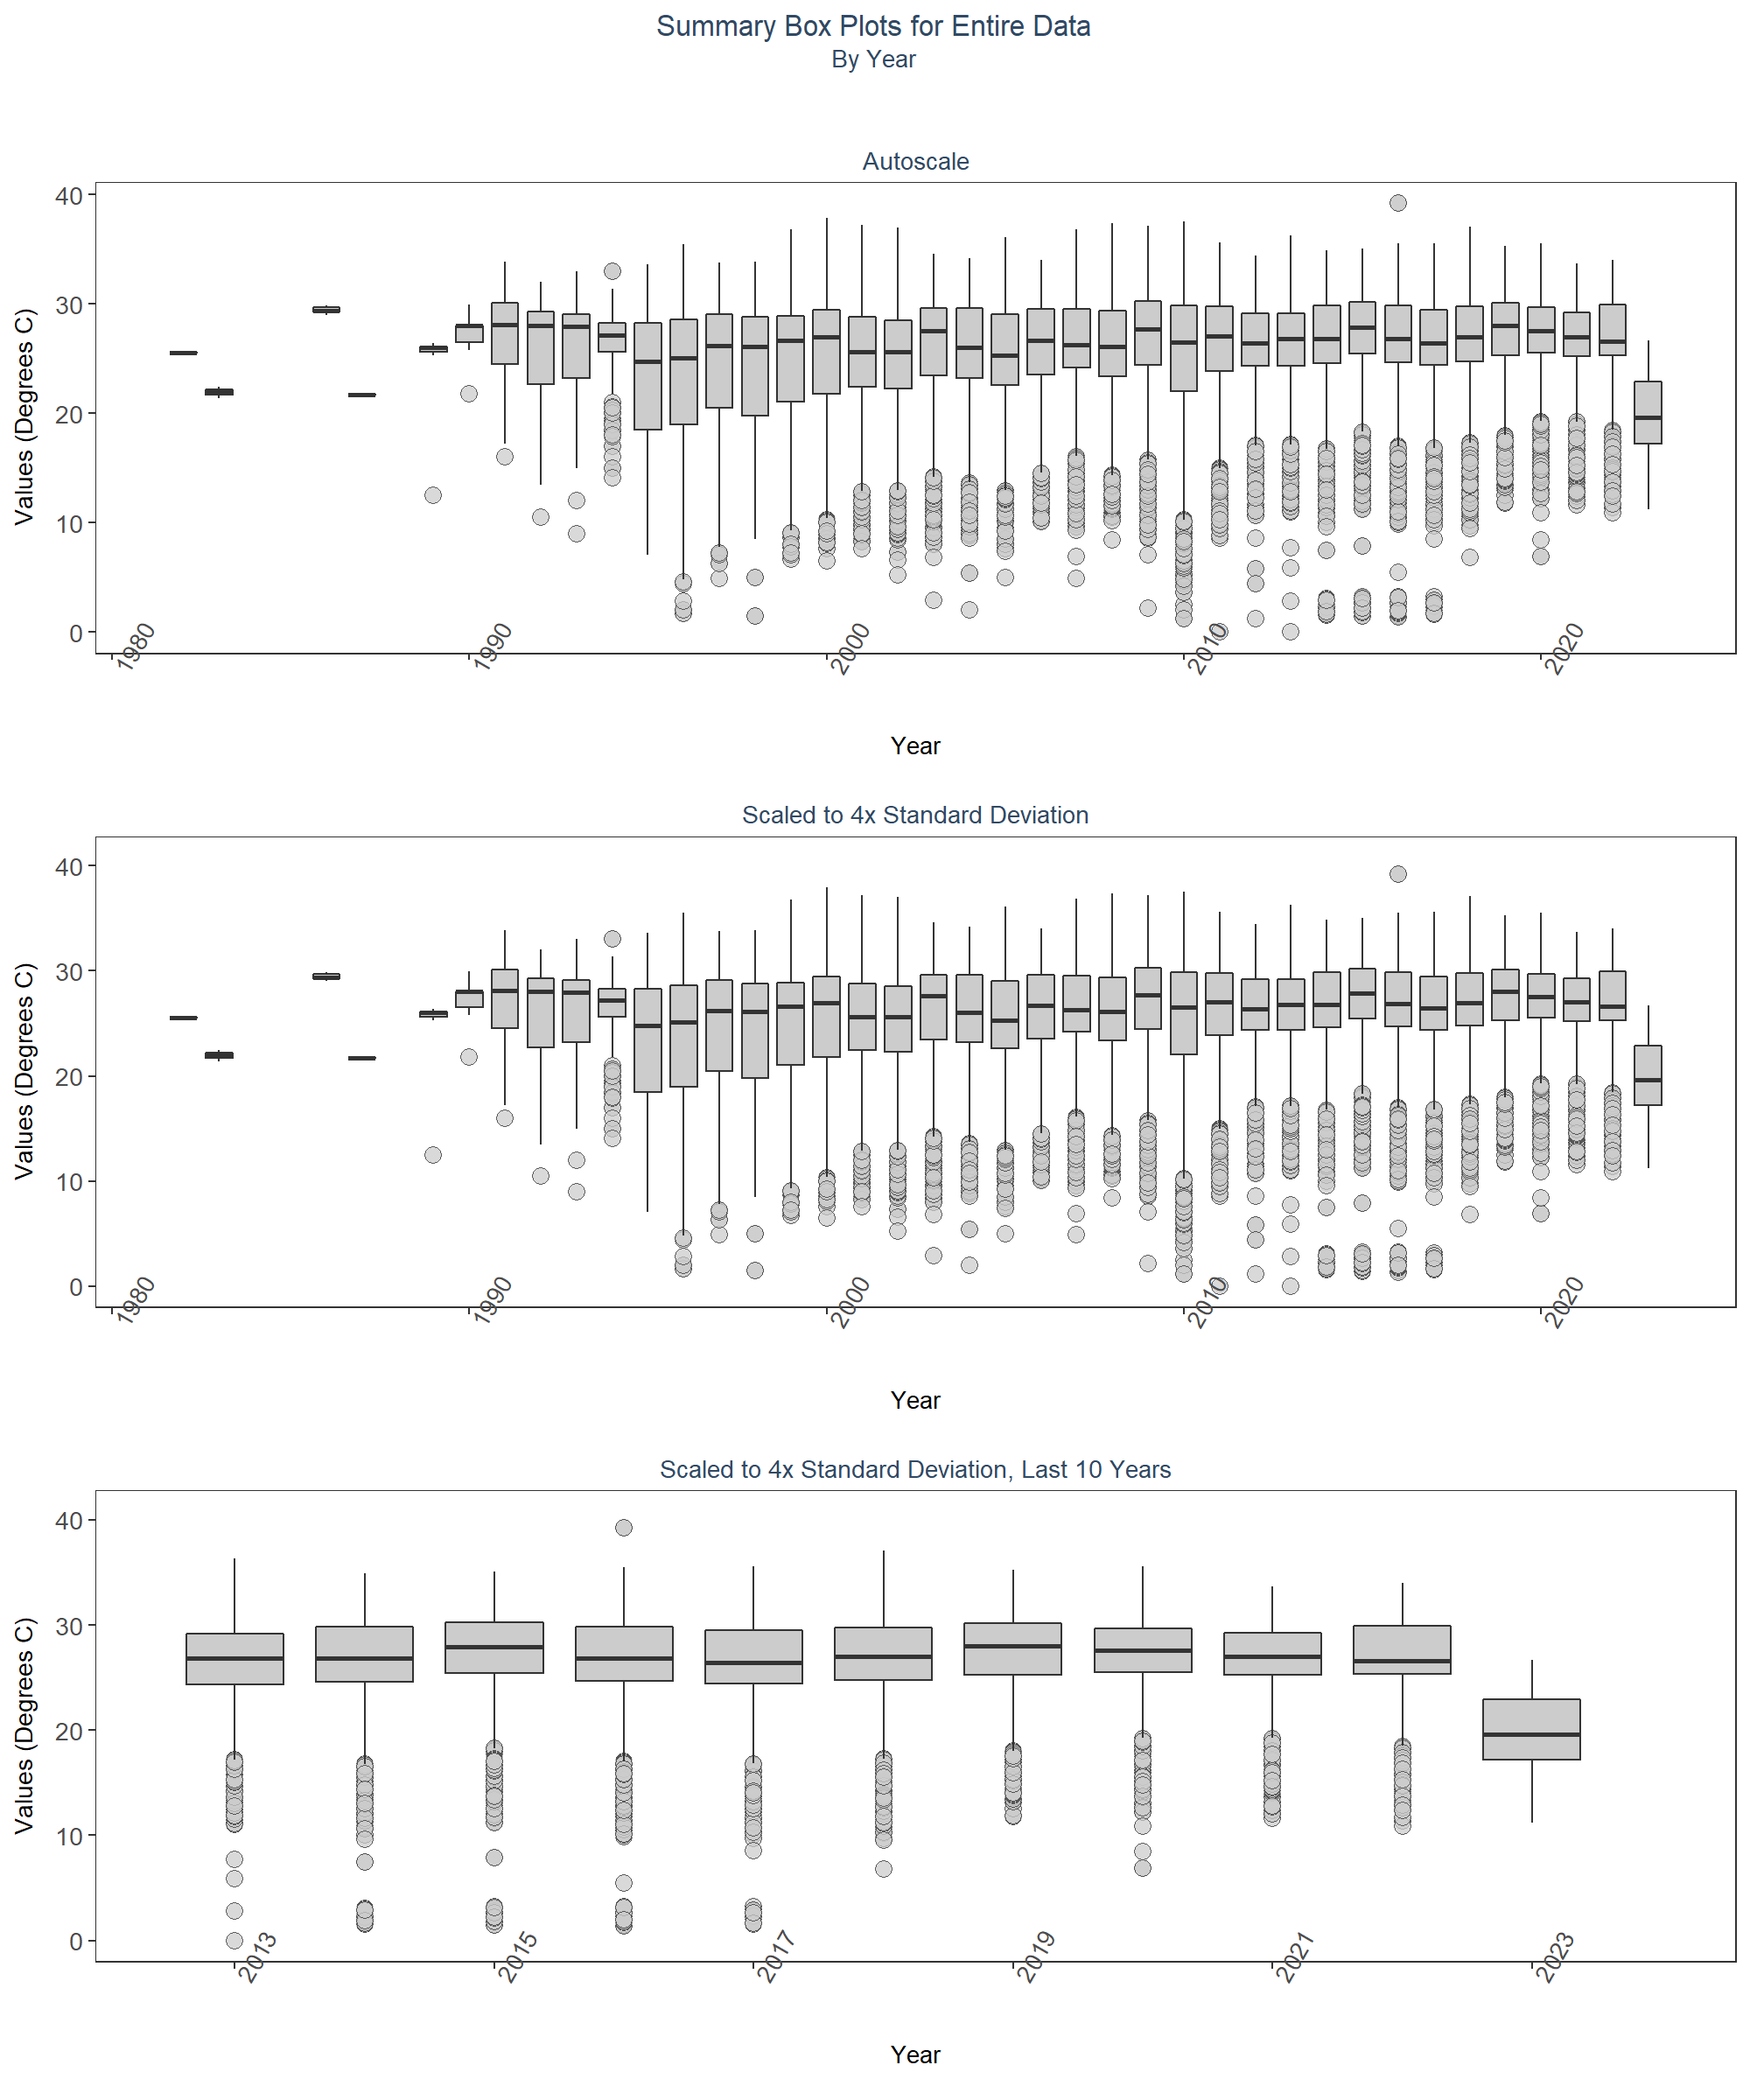 Summary Box Plots for Entire Data
By Year
Autoscale
Values (Degrees C)
40
30
20
10
0
1980
1990
2000
2010
2020
Year
Scaled to 4x Standard Deviation
Values (Degrees C)
40
30
20
10
0
1980
1990
2000
2010
2020
Year
Scaled to 4x Standard Deviation, Last 10 Years
Values (Degrees C)
40
30
20
10
0
2013
2015
2017
2019
2021
2023
Year